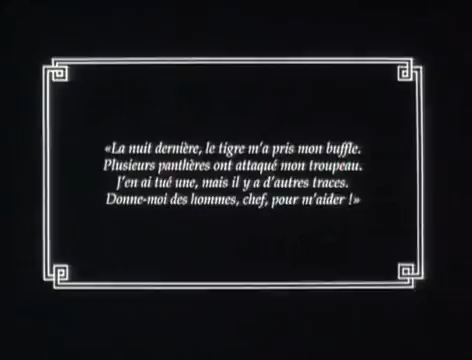 «La nuit dernière, le tigre m'a pris mon buffle.
Plusieurs panthères ont attaqué mon troupeau.
J'en ai tué une, mais il y a d'autres traces.
Donne-moi des hommes, chef, pour m'aider !»